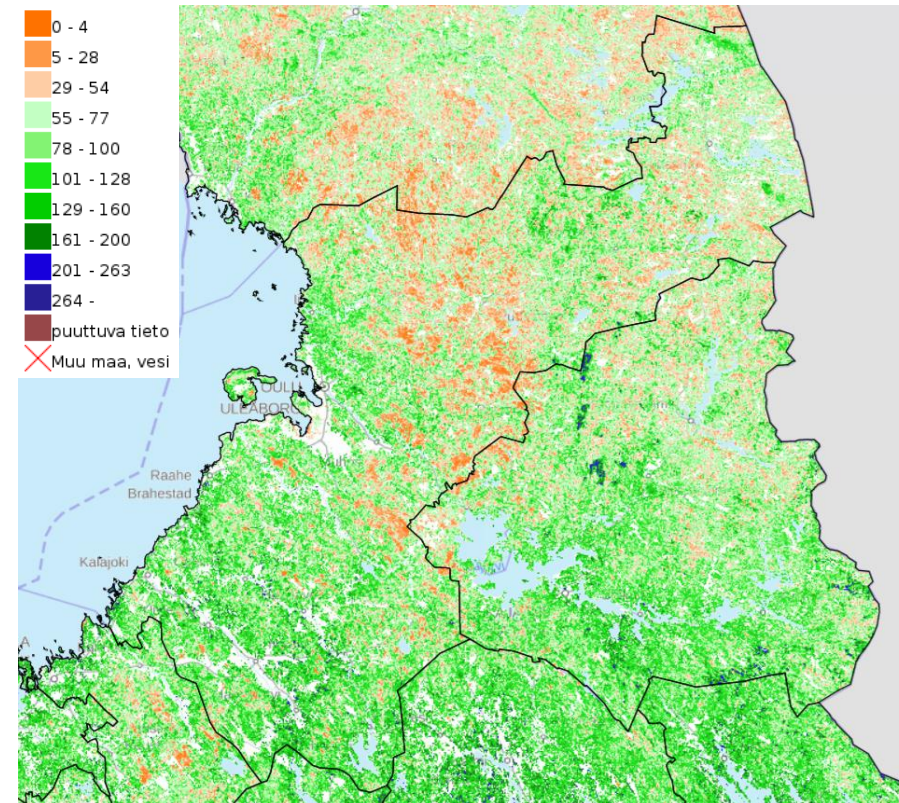 0 - 4
5 - 28
29 - 54
55 - 77
78 - 100
101 - 128
129 - 160
161 - 200
201 - 263
264 -
puuttuva tieto
Muu maa, vesi
OULU
ULEÅBORG
Raahe
Brahestad
Kalajoki